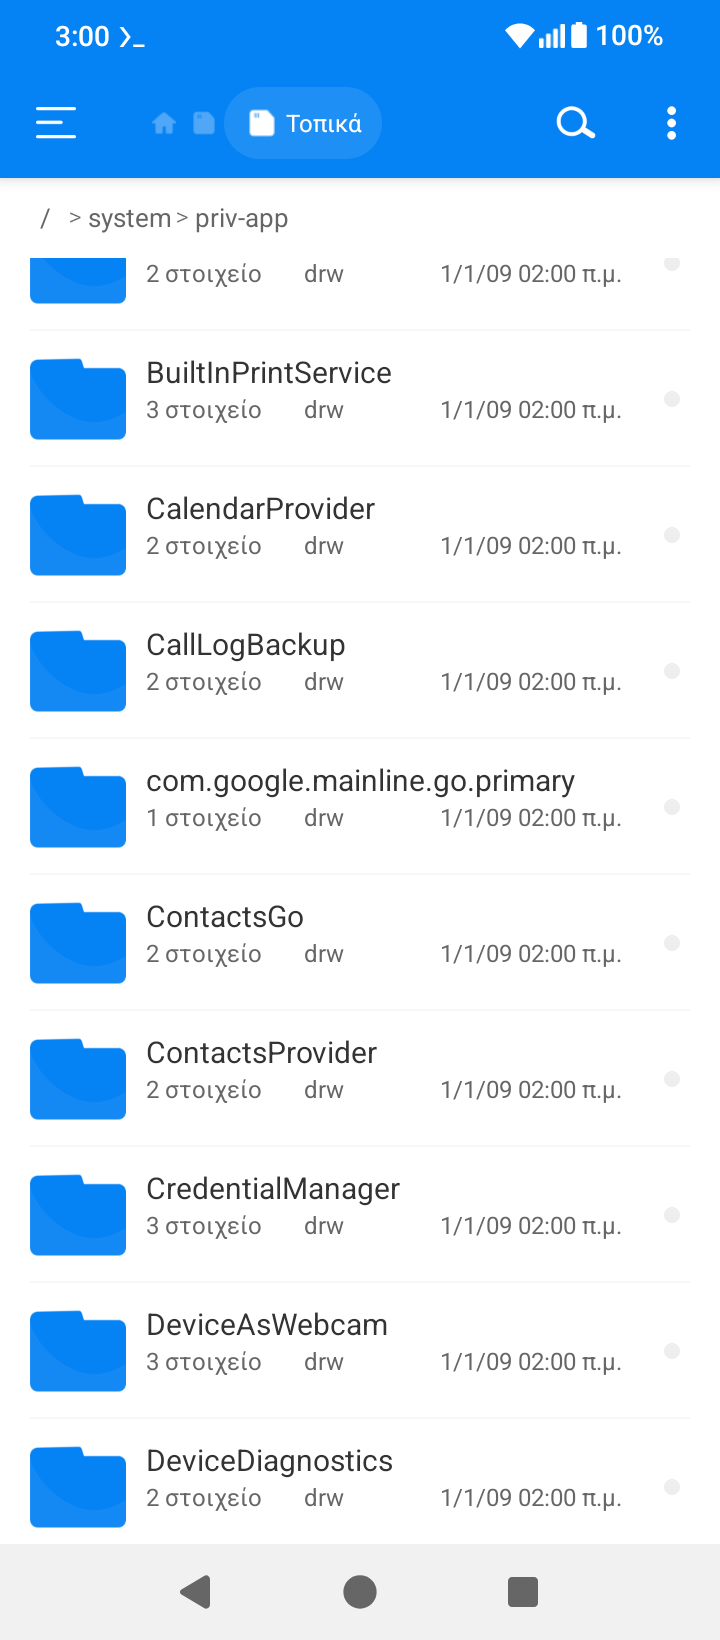 3:00 ❯_ 100%
Τοπικά
/ > system > priv-app
2 στοιχείο drw 1/1/09 02:00 π.μ.
BuiltInPrintService
3 στοιχείο drw 1/1/09 02:00 π.μ.
CalendarProvider
2 στοιχείο drw 1/1/09 02:00 π.μ.
CallLogBackup
2 στοιχείο drw 1/1/09 02:00 π.μ.
com.google.mainline.go.primary
1 στοιχείο drw 1/1/09 02:00 π.μ.
ContactsGo
2 στοιχείο drw 1/1/09 02:00 π.μ.
ContactsProvider
2 στοιχείο drw 1/1/09 02:00 π.μ.
CredentialManager
3 στοιχείο drw 1/1/09 02:00 π.μ.
DeviceAsWebcam
3 στοιχείο drw 1/1/09 02:00 π.μ.
DeviceDiagnostics
2 στοιχείο drw 1/1/09 02:00 π.μ.